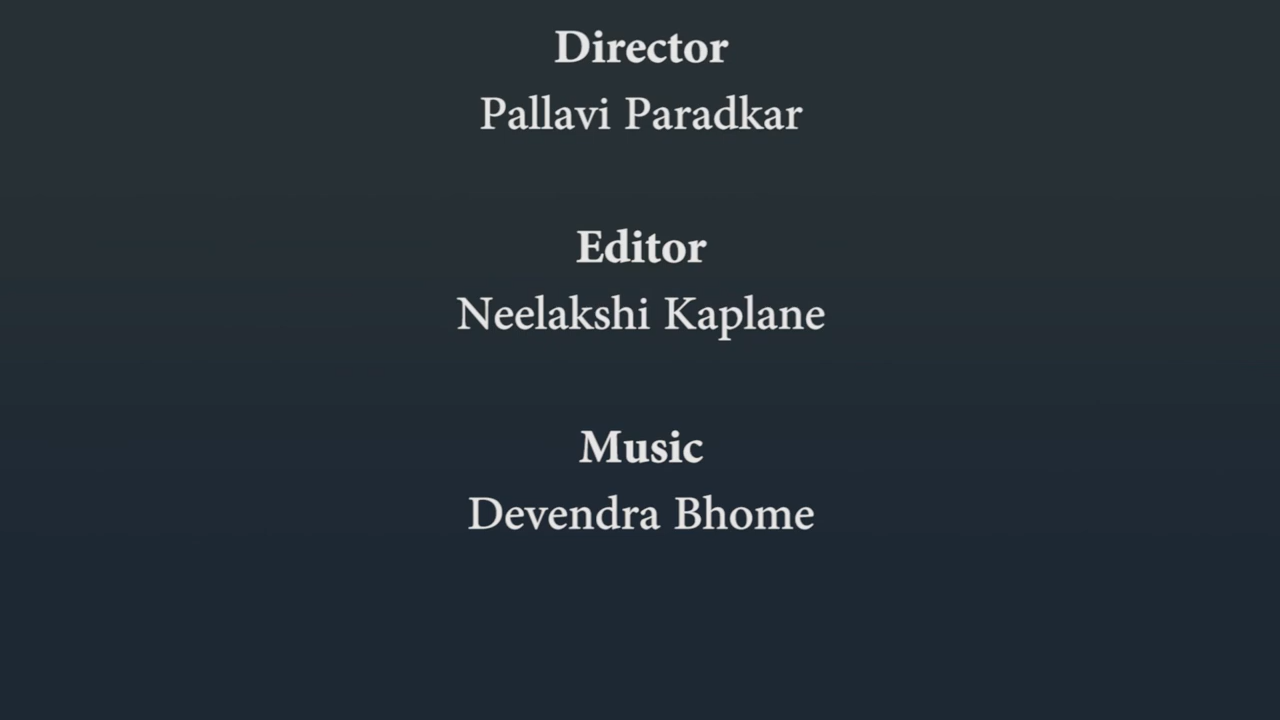 Director
Pallavi Paradkar
Editor
Neelakshi Kaplane
Music
Devendra Bhome